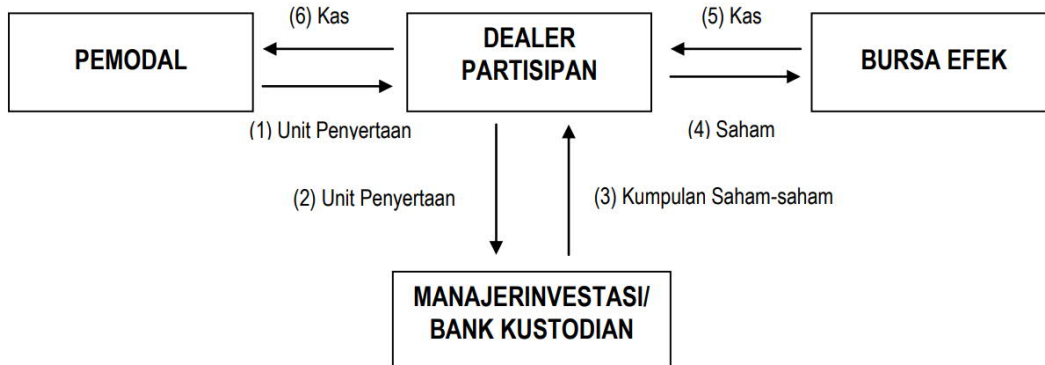 (6) Kas
(5) Kas
PEMODAL
DEALER
PARTISIPAN
BURSA EFEK
(1) Unit Penyertaan
(4) Saham
(2) Unit Penyertaan
(3) Kumpulan Saham-saham
MANAJERINVESTASI/
BANK KUSTODIAN